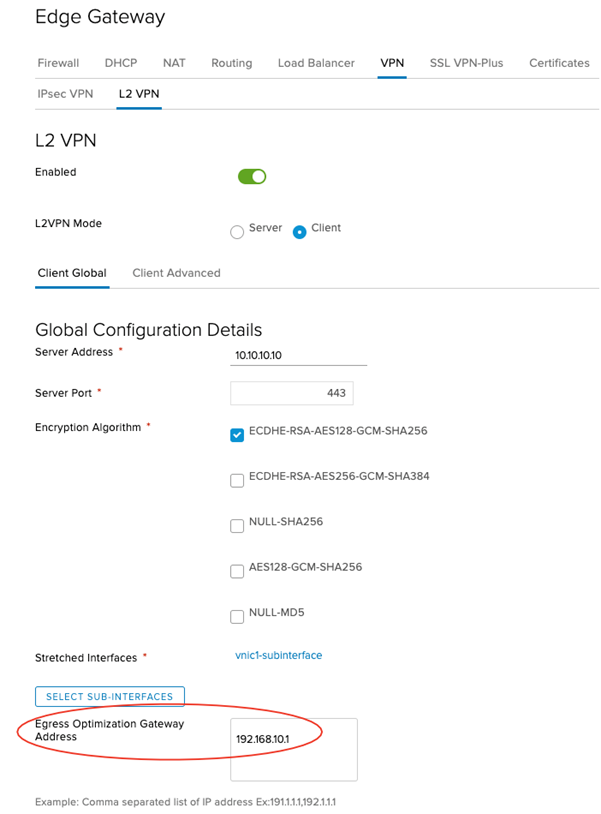 Edge Gateway
Firewall DHCP NAT Routing Load Balancer VPN SSL VPN-Plus Certificates
IPsec VPN L2 VPN
L2 VPN
Enabled
L2VPN Mode Server Client
Client Global Client Advanced
Global Configuration Details
Server Address * 10.10.10.10
Server Port * 443
Encryption Algorithm * ECDHE-RSA-AES128-GCM-SHA256
ECDHE-RSA-AES256-GCM-SHA384
NULL-SHA256
AES128-GCM-SHA256
NULL-MD5
Stretched Interfaces * vnic1-subinterface
SELECT SUB-INTERFACES
Egress Optimization Gateway
Address 192.168.10.1
Example: Comma separated list of IP address Ex:191.1.1.1,192.1.1.1